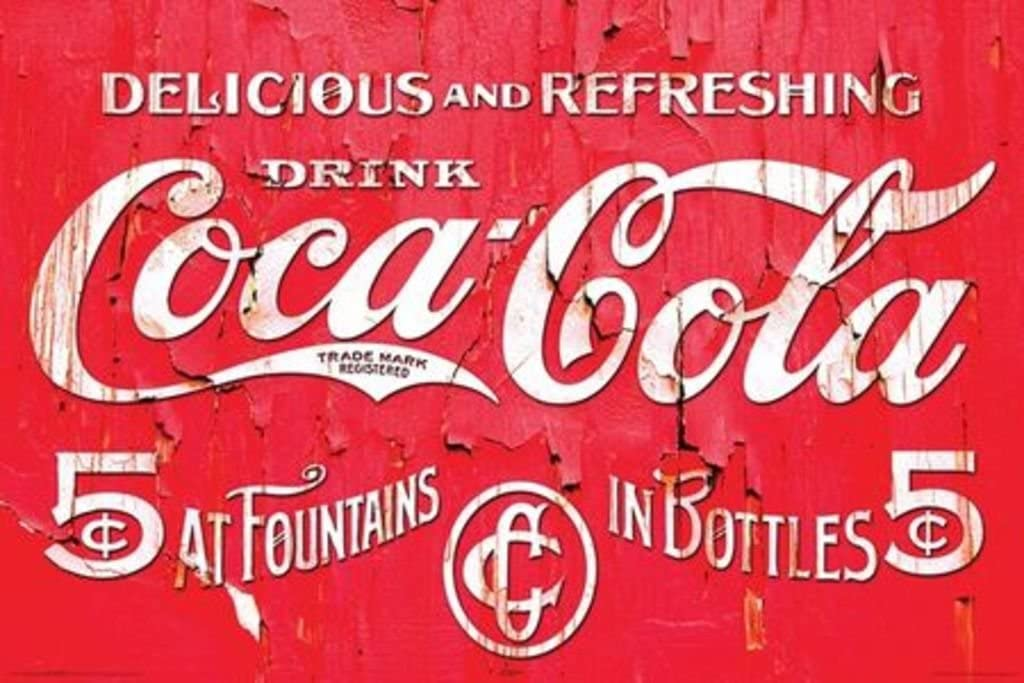 DELICIOUS AND REFRESHING
DRINK
Coca-Cola
TRADE MARK
REGISTERED
5¢ AT FOUNTAINS IN BOTTLES 5¢
CC